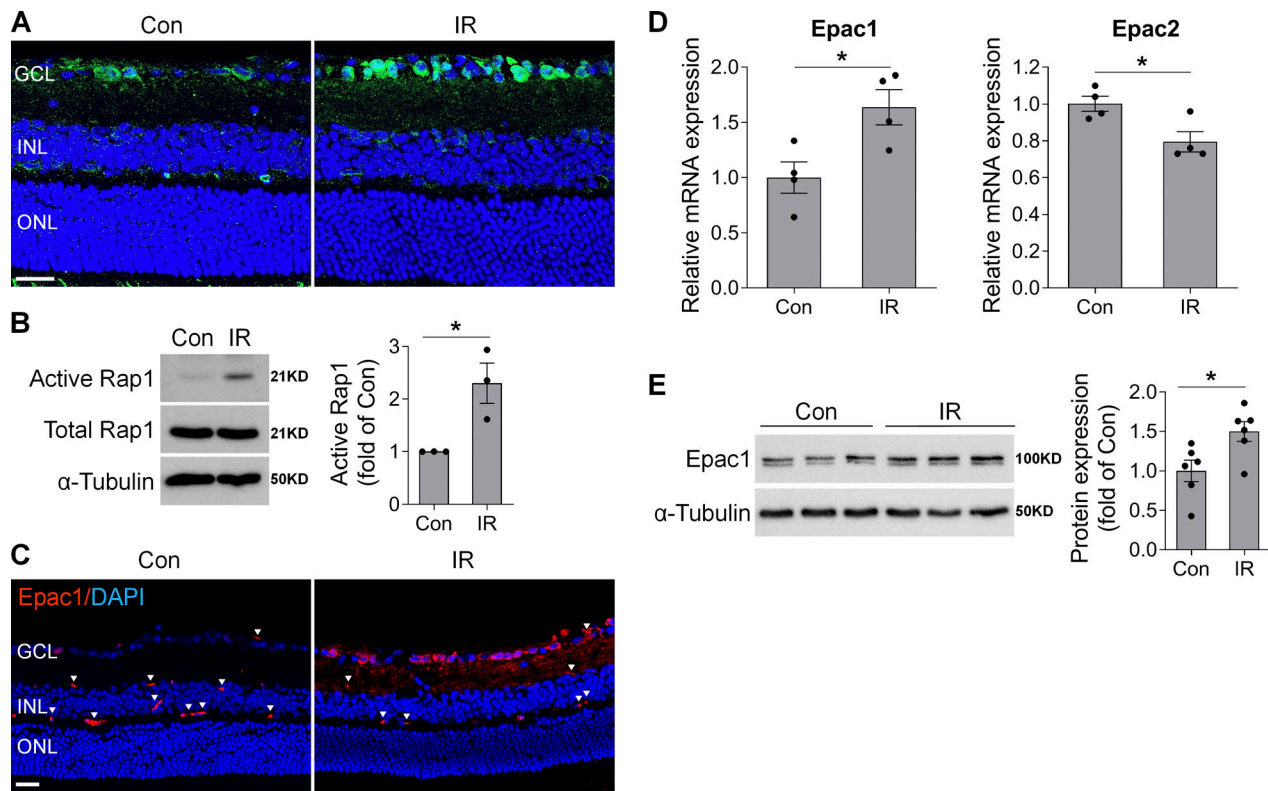 A
Con
IR
GCL
INL
ONL
B
Con IR
Active Rap1
21KD
Total Rap1
21KD
α-Tubulin
50KD
Active Rap1
(fold of Con)
3
2
1
0
*
Con
IR
C
Con
IR
Epac1/DAPI
GCL
INL
ONL
D
Epac1
Relative mRNA expression
2.0
1.5
1.0
0.5
0.0
*
Con
IR
Epac2
Relative mRNA expression
1.2
1.0
0.8
0.6
0.4
0.2
0.0
*
Con
IR
E
Con
IR
Epac1
100KD
α-Tubulin
50KD
Protein expression
(fold of Con)
2.0
1.5
1.0
0.5
0.0
*
Con
IR